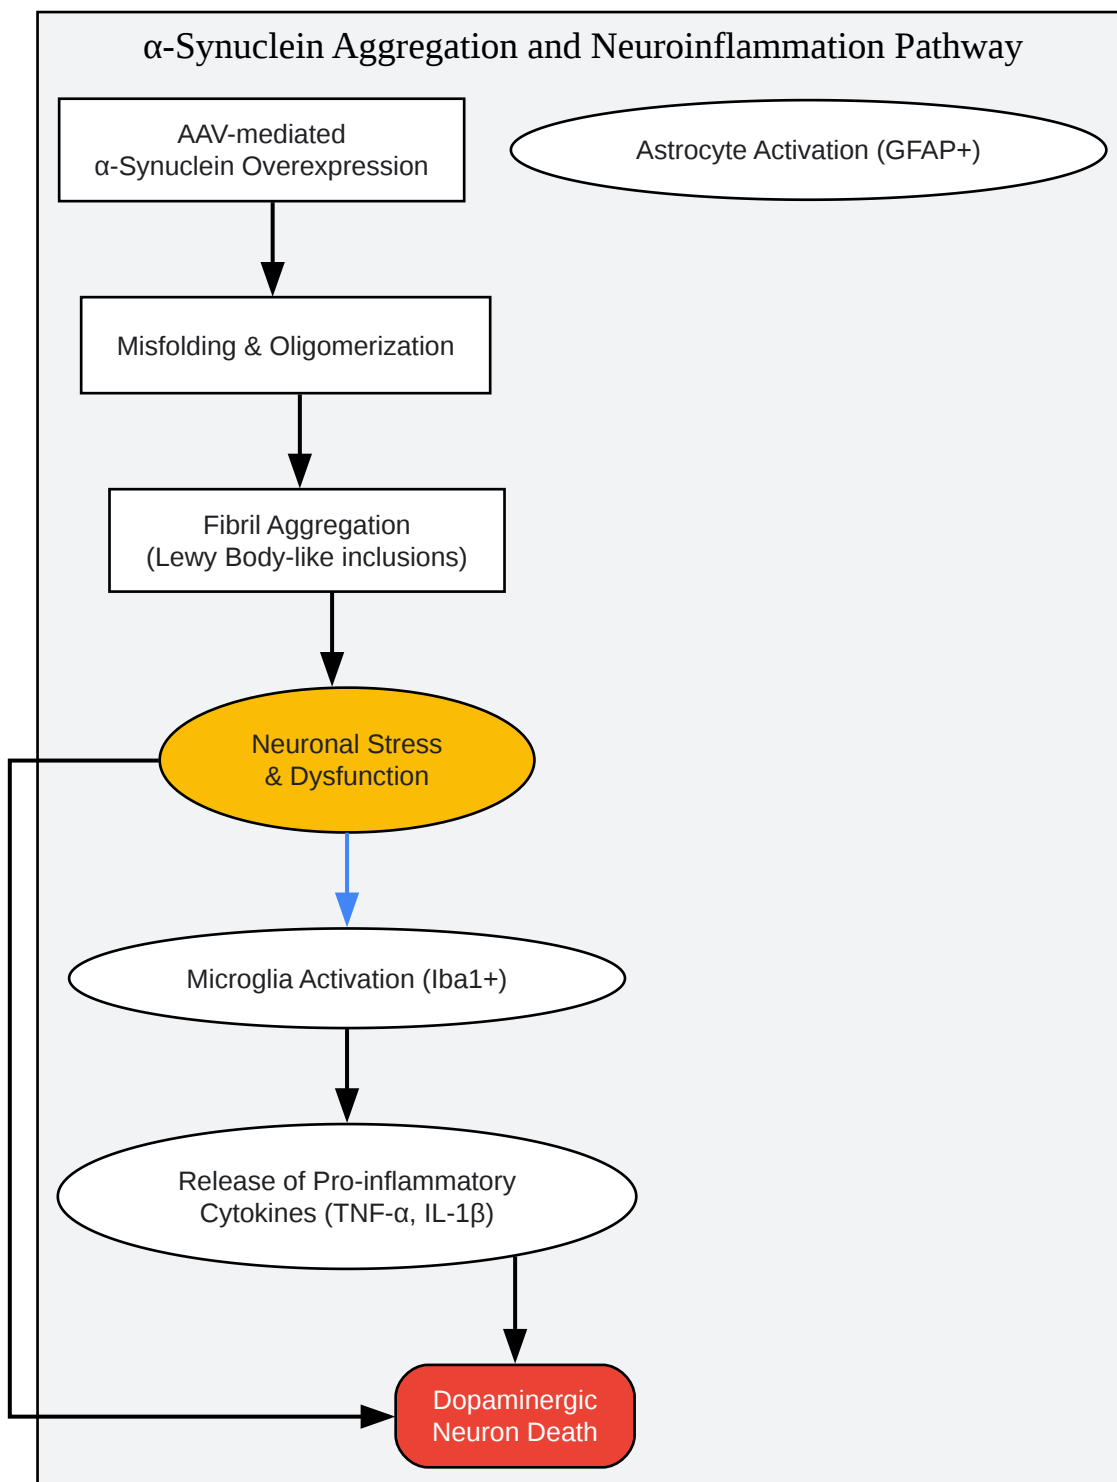 α-Synuclein Aggregation and Neuroinflammation Pathway
AAV-mediated
α-Synuclein Overexpression
Astrocyte Activation (GFAP+)
Misfolding & Oligomerization
Fibril Aggregation
(Lewy Body-like inclusions)
Neuronal Stress
& Dysfunction
Microglia Activation (Iba1+)
Release of Pro-inflammatory
Cytokines (TNF-α, IL-1β)
Dopaminergic
Neuron Death